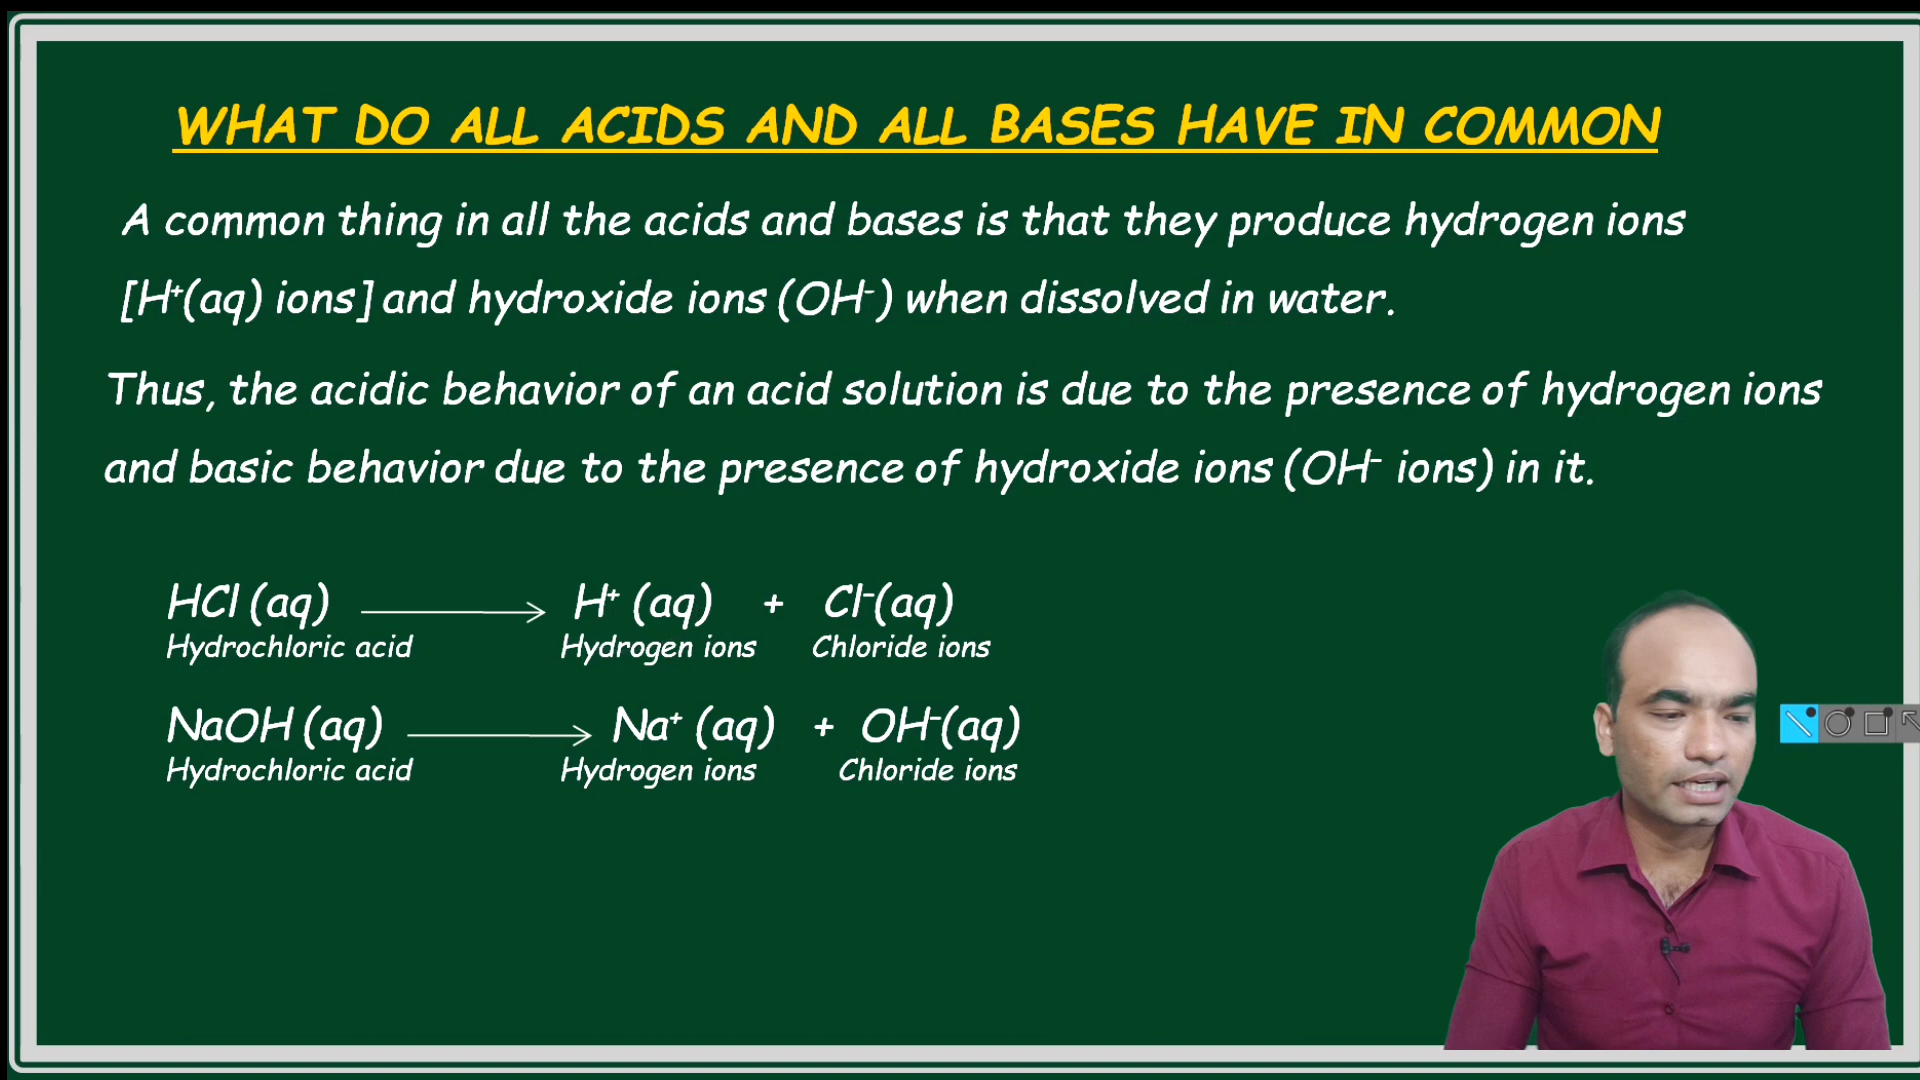 WHAT DO ALL ACIDS AND ALL BASES HAVE IN COMMON
A common thing in all the acids and bases is that they produce hydrogen ions
[H⁺(aq) ions] and hydroxide ions (OH⁻) when dissolved in water.
Thus, the acidic behavior of an acid solution is due to the presence of hydrogen ions
and basic behavior due to the presence of hydroxide ions (OH⁻ ions) in it.
HCl (aq) ⟶ H⁺ (aq) + Cl⁻(aq)
Hydrochloric acid Hydrogen ions Chloride ions
NaOH (aq) ⟶ Na⁺ (aq) + OH⁻(aq)
Hydrochloric acid Hydrogen ions Chloride ions